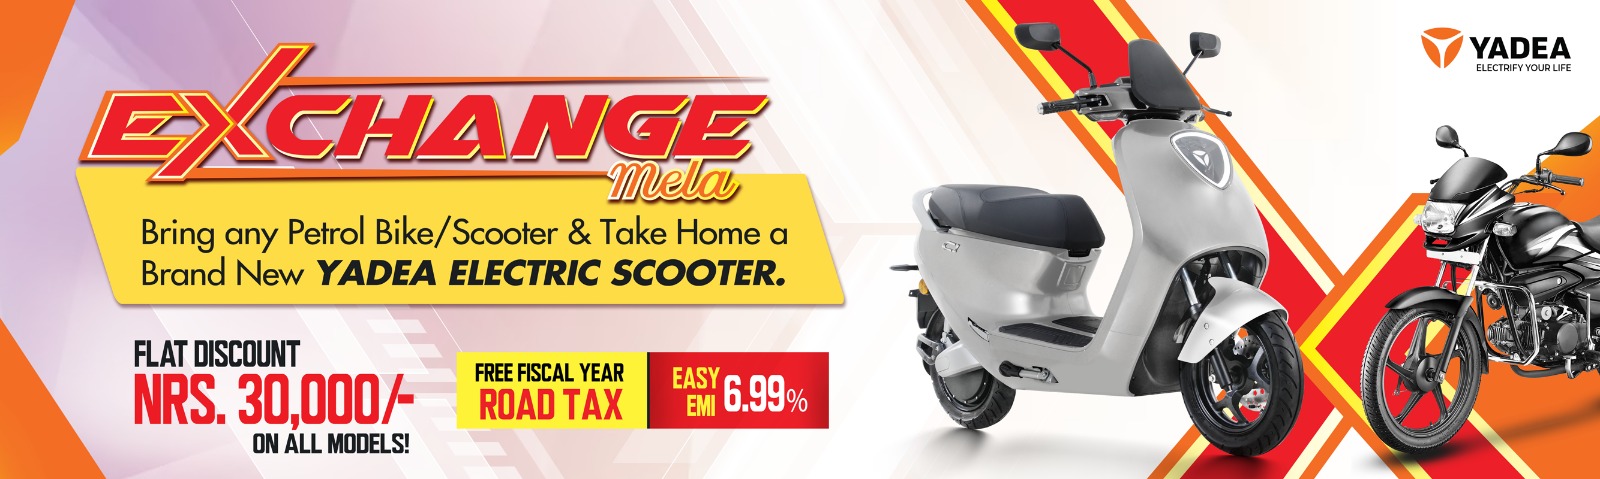 EXCHANGE
Mela
Bring any Petrol Bike/Scooter & Take Home a
Brand New YADEA ELECTRIC SCOOTER.
FLAT DISCOUNT
NRS. 30,000/-
ON ALL MODELS!
FREE FISCAL YEAR
ROAD TAX
EASY
EMI
6.99%
YADEA
ELECTRIFY YOUR LIFE